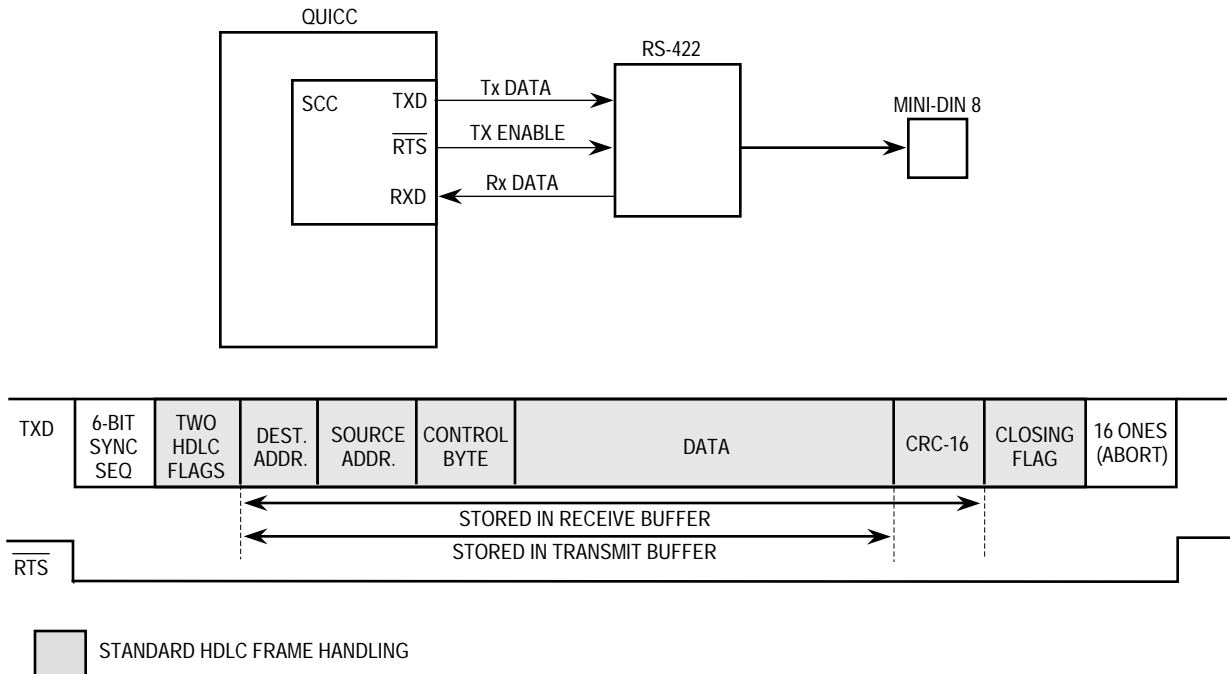 QUICC
RS-422
SCC
TXD
Tx DATA
MINI-DIN 8
RTS
TX ENABLE
RXD
Rx DATA
TXD
6-BIT
SYNC
SEQ
TWO
HDLC
FLAGS
DEST.
ADDR.
SOURCE
ADDR.
CONTROL
BYTE
DATA
CRC-16
CLOSING
FLAG
16 ONES
(ABORT)
STORED IN RECEIVE BUFFER
STORED IN TRANSMIT BUFFER
RTS
STANDARD HDLC FRAME HANDLING